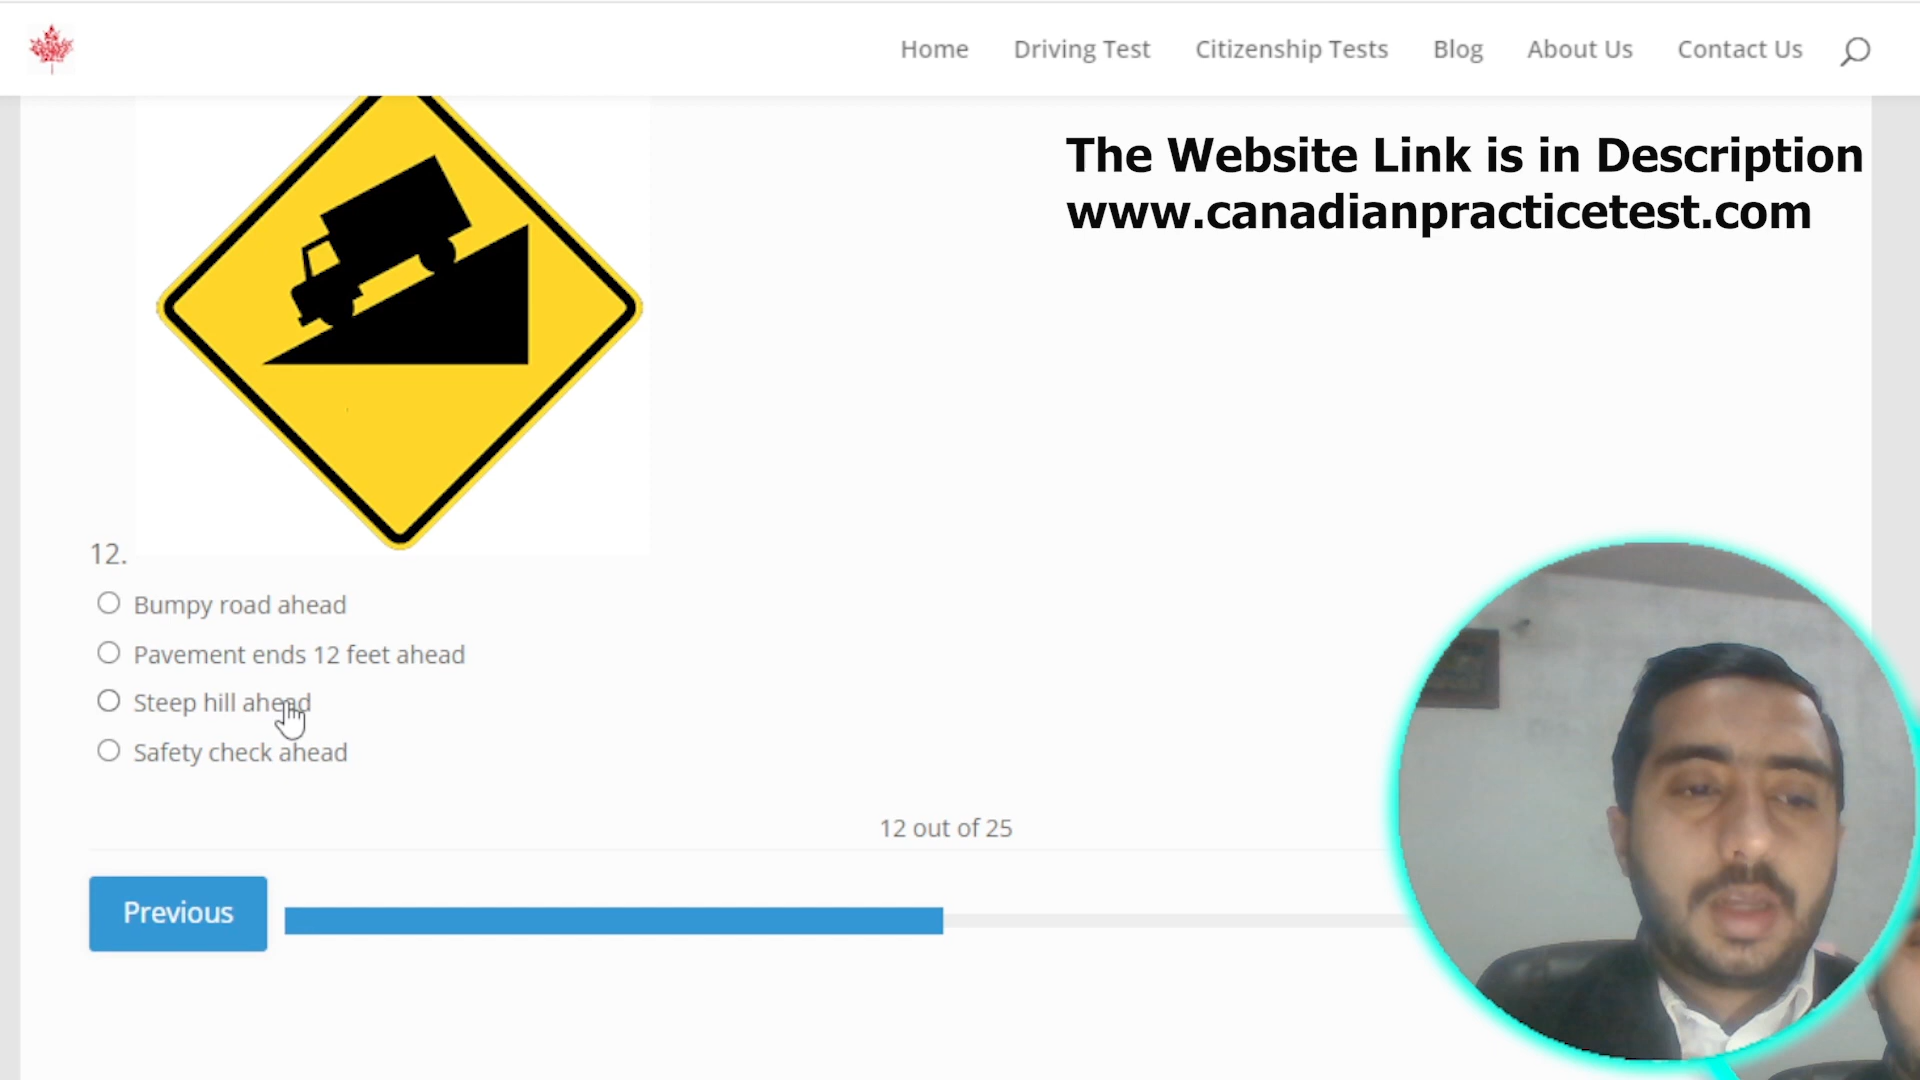 Home Driving Test Citizenship Tests Blog About Us Contact Us
The Website Link is in Description
www.canadianpracticetest.com
12.
Bumpy road ahead
Pavement ends 12 feet ahead
Steep hill ahead
Safety check ahead
12 out of 25
Previous